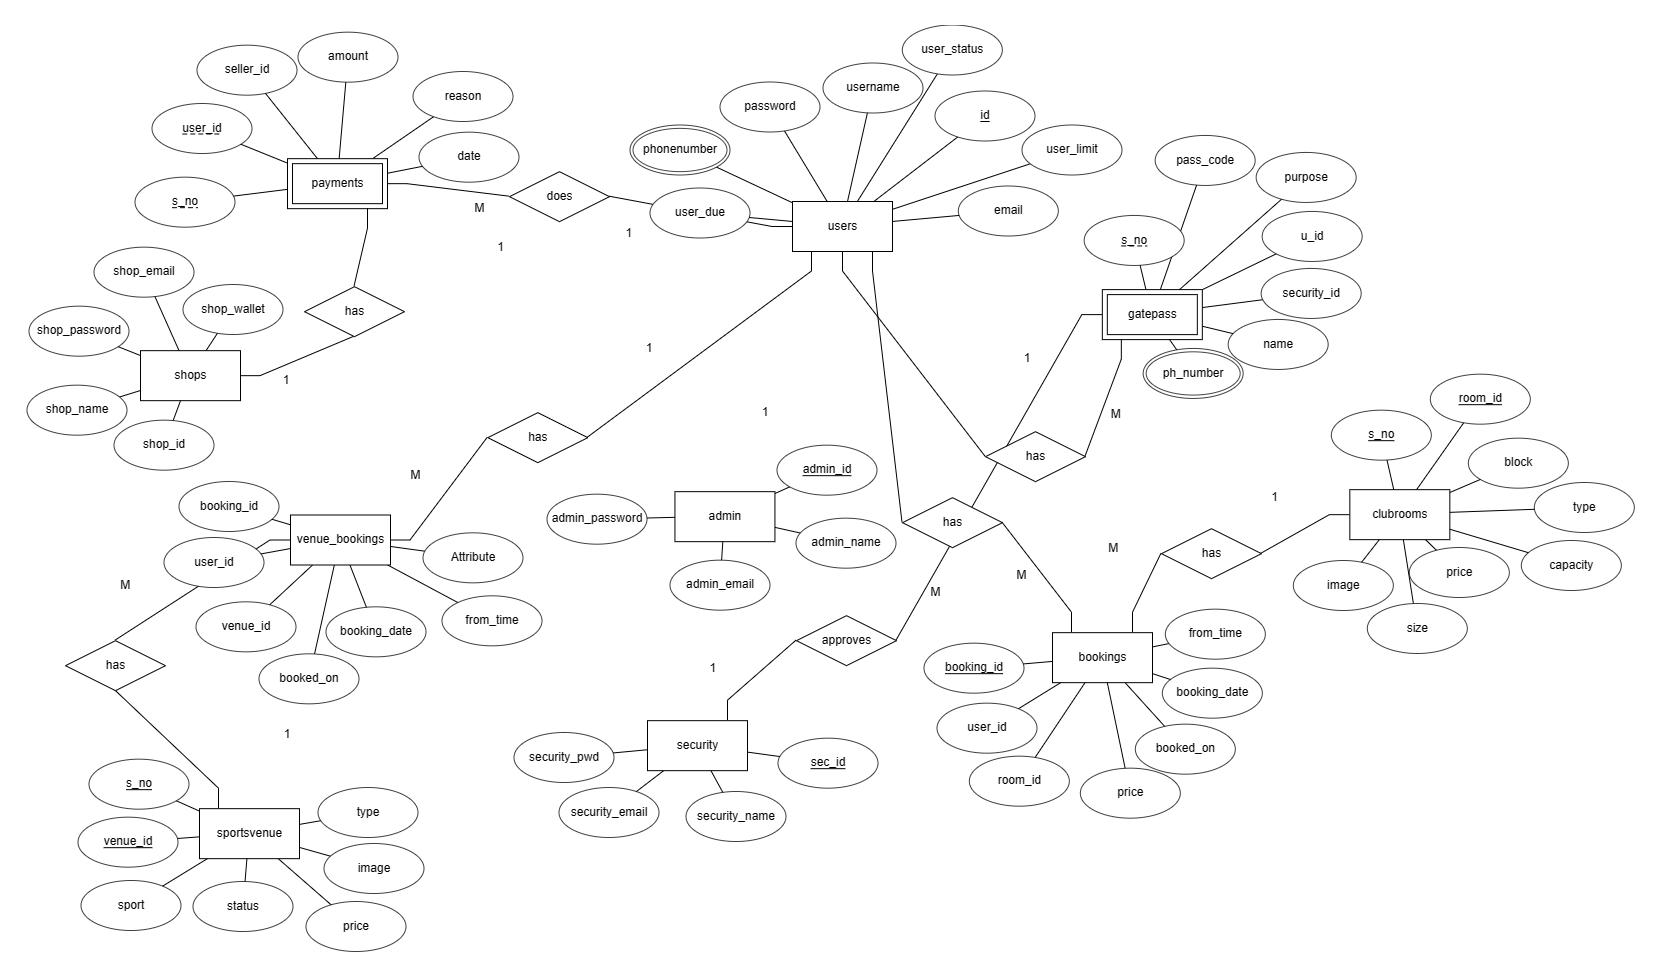 user_status
amount
seller_id
username
reason
password
id
user_id
phonenumber
user_limit
date
pass_code
purpose
payments
does
s_no
M
user_due
email
users
1
1
s_no
u_id
shop_email
security_id
shop_wallet
has
gatepass
shop_password
name
1
1
shops
1
ph_number
room_id
shop_name
1
M
s_no
shop_id
has
has
block
admin_id
M
1
booking_id
type
clubrooms
admin_password
admin
has
venue_bookings
admin_name
M
has
Attribute
user_id
capacity
price
M
M
image
admin_email
M
venue_id
booking_date
from_time
size
from_time
approves
bookings
has
1
booking_id
booked_on
booking_date
user_id
1
security
booked_on
security_pwd
sec_id
room_id
s_no
price
type
security_email
security_name
sportsvenue
venue_id
image
sport
status
price